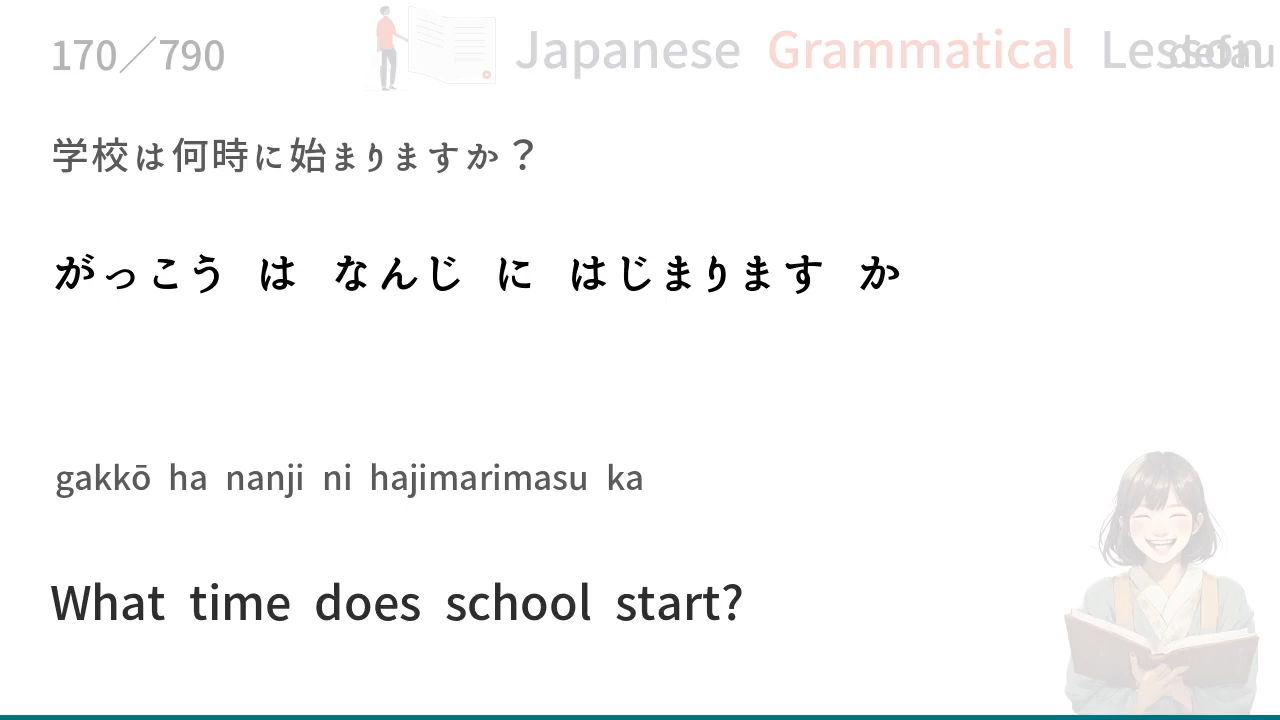 170／790
Japanese Grammatical Lesson
学校は何時に始まりますか？
がっこう は なんじ に はじまります か
gakkō ha nanji ni hajimarimasu ka
What time does school start?